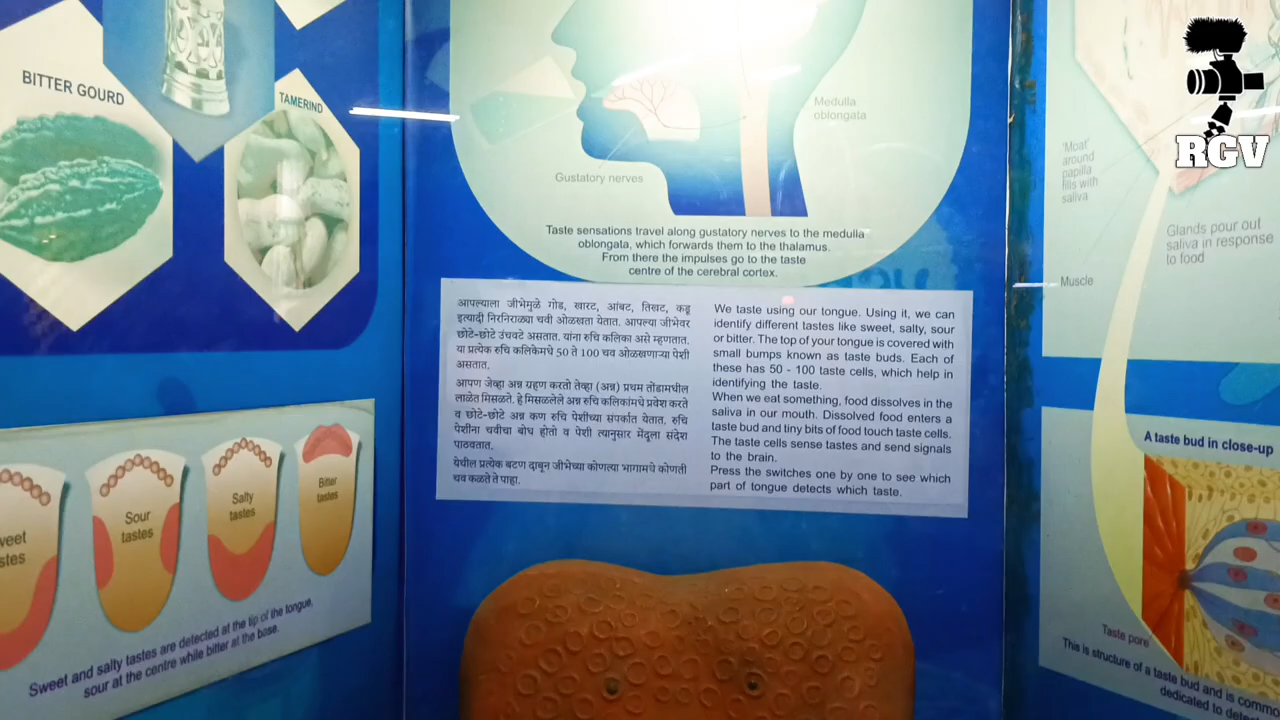 BITTER GOURD
TAMERIND
Medulla
oblongata
Gustatory nerves
Taste sensations travel along gustatory nerves to the medulla
oblongata, which forwards them to the thalamus.
From there the impulses go to the taste
centre of the cerebral cortex.
आपल्याला जीभेमुळे गोड, खारट, आंबट, तिखट, कडू
इत्यादी निरनिराळ्या चवी ओळखता येतात. आपल्या जीभेवर
छोटे-छोटे उंचवटे असतात. यांना रुचि कलिका असे म्हणतात.
या प्रत्येक रुचि कलिकेमधे 50 ते 100 चव ओळखणाऱ्या पेशी
असतात.
आपण जेव्हा अन्न ग्रहण करतो तेव्हा (अन्न) प्रथम तोंडामधील
लाळेत मिसळते. हे मिसळलेले अन्न रुचि कलिकांमधे प्रवेश करते
व छोटे-छोटे अन्न कण रुचि पेशींच्या संपर्कात येतात. रुचि
पेशींना चवीचा बोध होतो व पेशी त्यानुसार मेंदूला संदेश
पाठवतात.
येथील प्रत्येक बटण दाबून जीभेच्या कोणत्या भागामधे कोणती
चव कळते ते पाहा.
We taste using our tongue. Using it, we can
identify different tastes like sweet, salty, sour
or bitter. The top of your tongue is covered with
small bumps known as taste buds. Each of
these has 50 - 100 taste cells, which help in
identifying the taste.
When we eat something, food dissolves in the
saliva in our mouth. Dissolved food enters a
taste bud and tiny bits of food touch taste cells.
The taste cells sense tastes and send signals
to the brain.
Press the switches one by one to see which
part of tongue detects which taste.
weet
stes
Sour
tastes
Salty
tastes
Bitter
tastes
Sweet and salty tastes are detected at the tip of the tongue,
sour at the centre while bitter at the base.
RGV
'Moat'
around
papilla
fills with
saliva
Glands pour out
saliva in response
to food
Muscle
A taste bud in close-up
Taste pore
This is structure of a taste bud and is commo
dedicated to detec